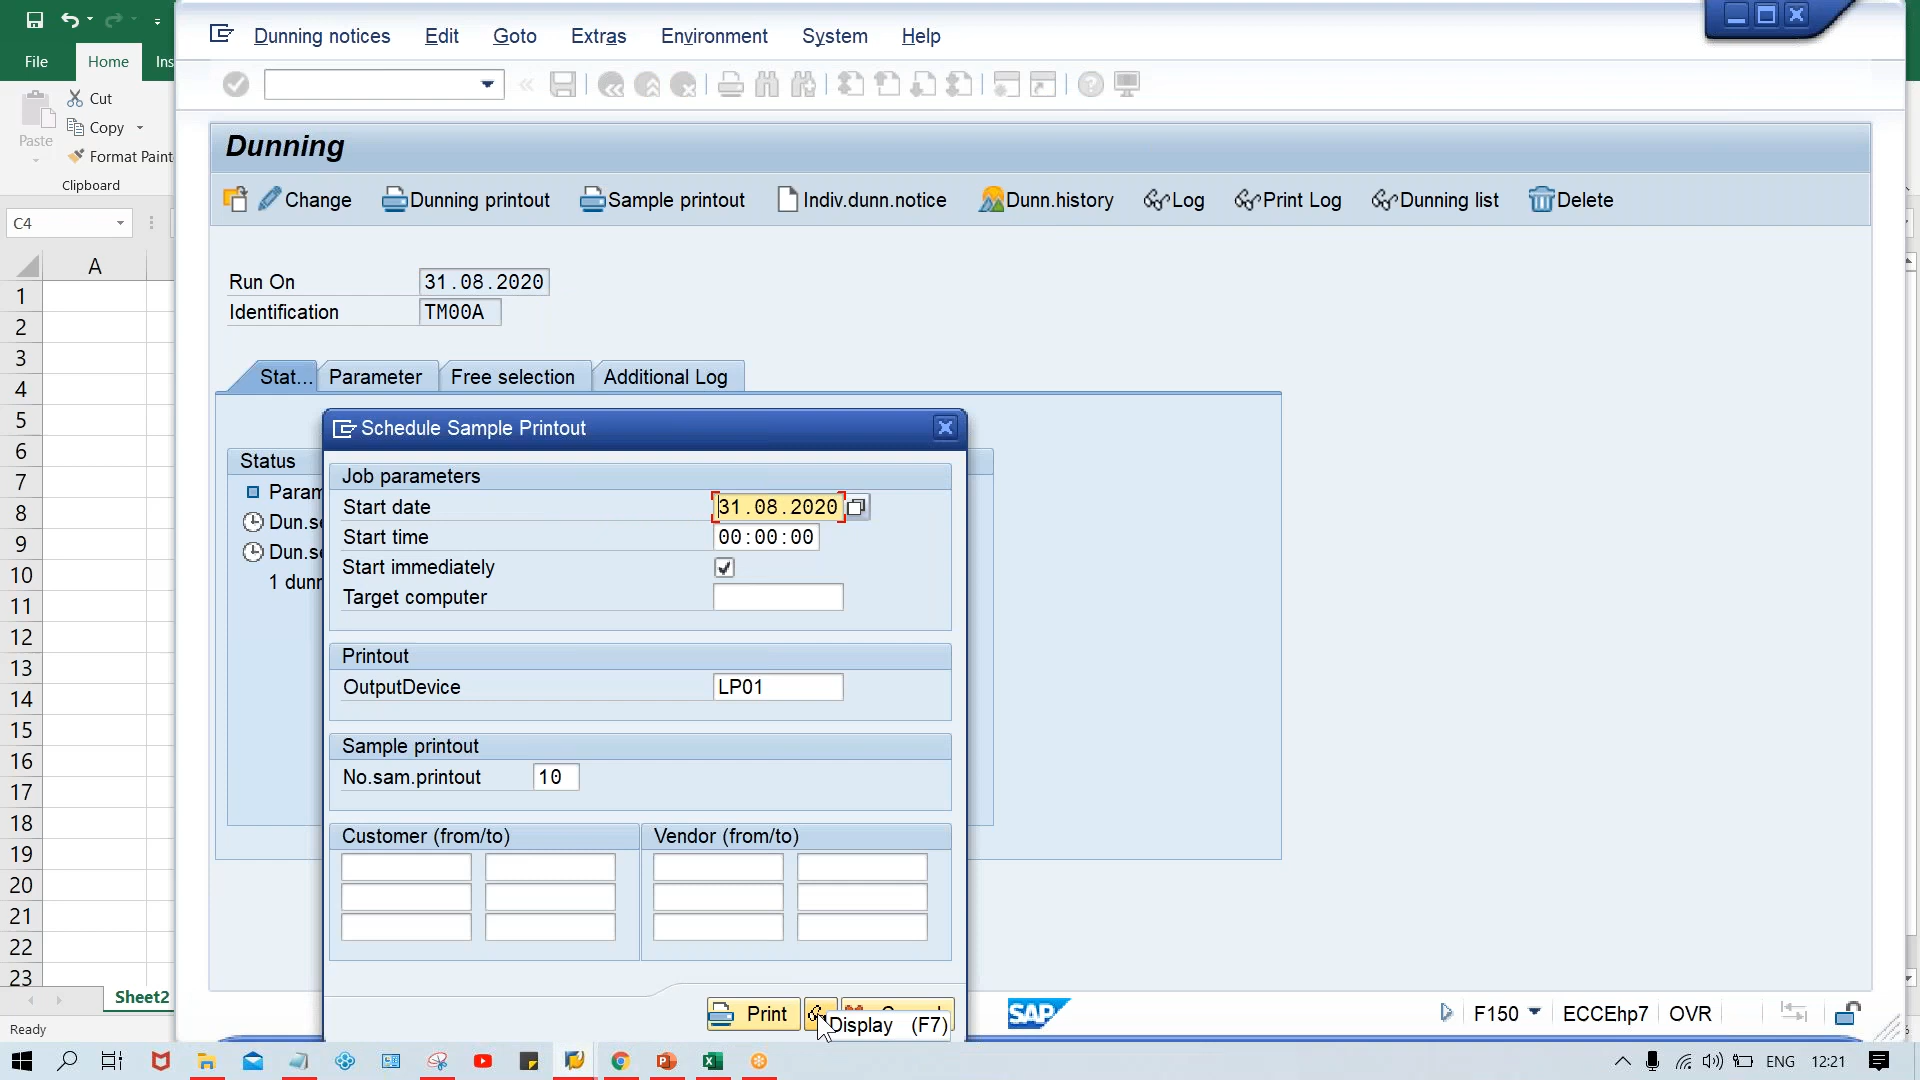 Dunning notices Edit Goto Extras Environment System Help
File Home Ins
Cut
Copy
Format Paint
Paste
Clipboard
Dunning
Change Dunning printout Sample printout Indiv.dunn.notice Dunn.history Log Print Log Dunning list Delete
C4
A
1
2
3
4
5
6
7
8
9
10
11
12
13
14
15
16
17
18
19
20
21
22
23
Run On 31.08.2020
Identification TM00A
Stat... Parameter Free selection Additional Log
Status
Param
Dun.se
Dun.se
1 dunn
Schedule Sample Printout
Job parameters
Start date 31.08.2020
Start time 00:00:00
Start immediately
Target computer
Printout
OutputDevice LP01
Sample printout
No.sam.printout 10
Customer (from/to) Vendor (from/to)
Print
Display (F7)
SAP F150 ECCEhp7 OVR
Sheet2
Ready
ENG 12:21